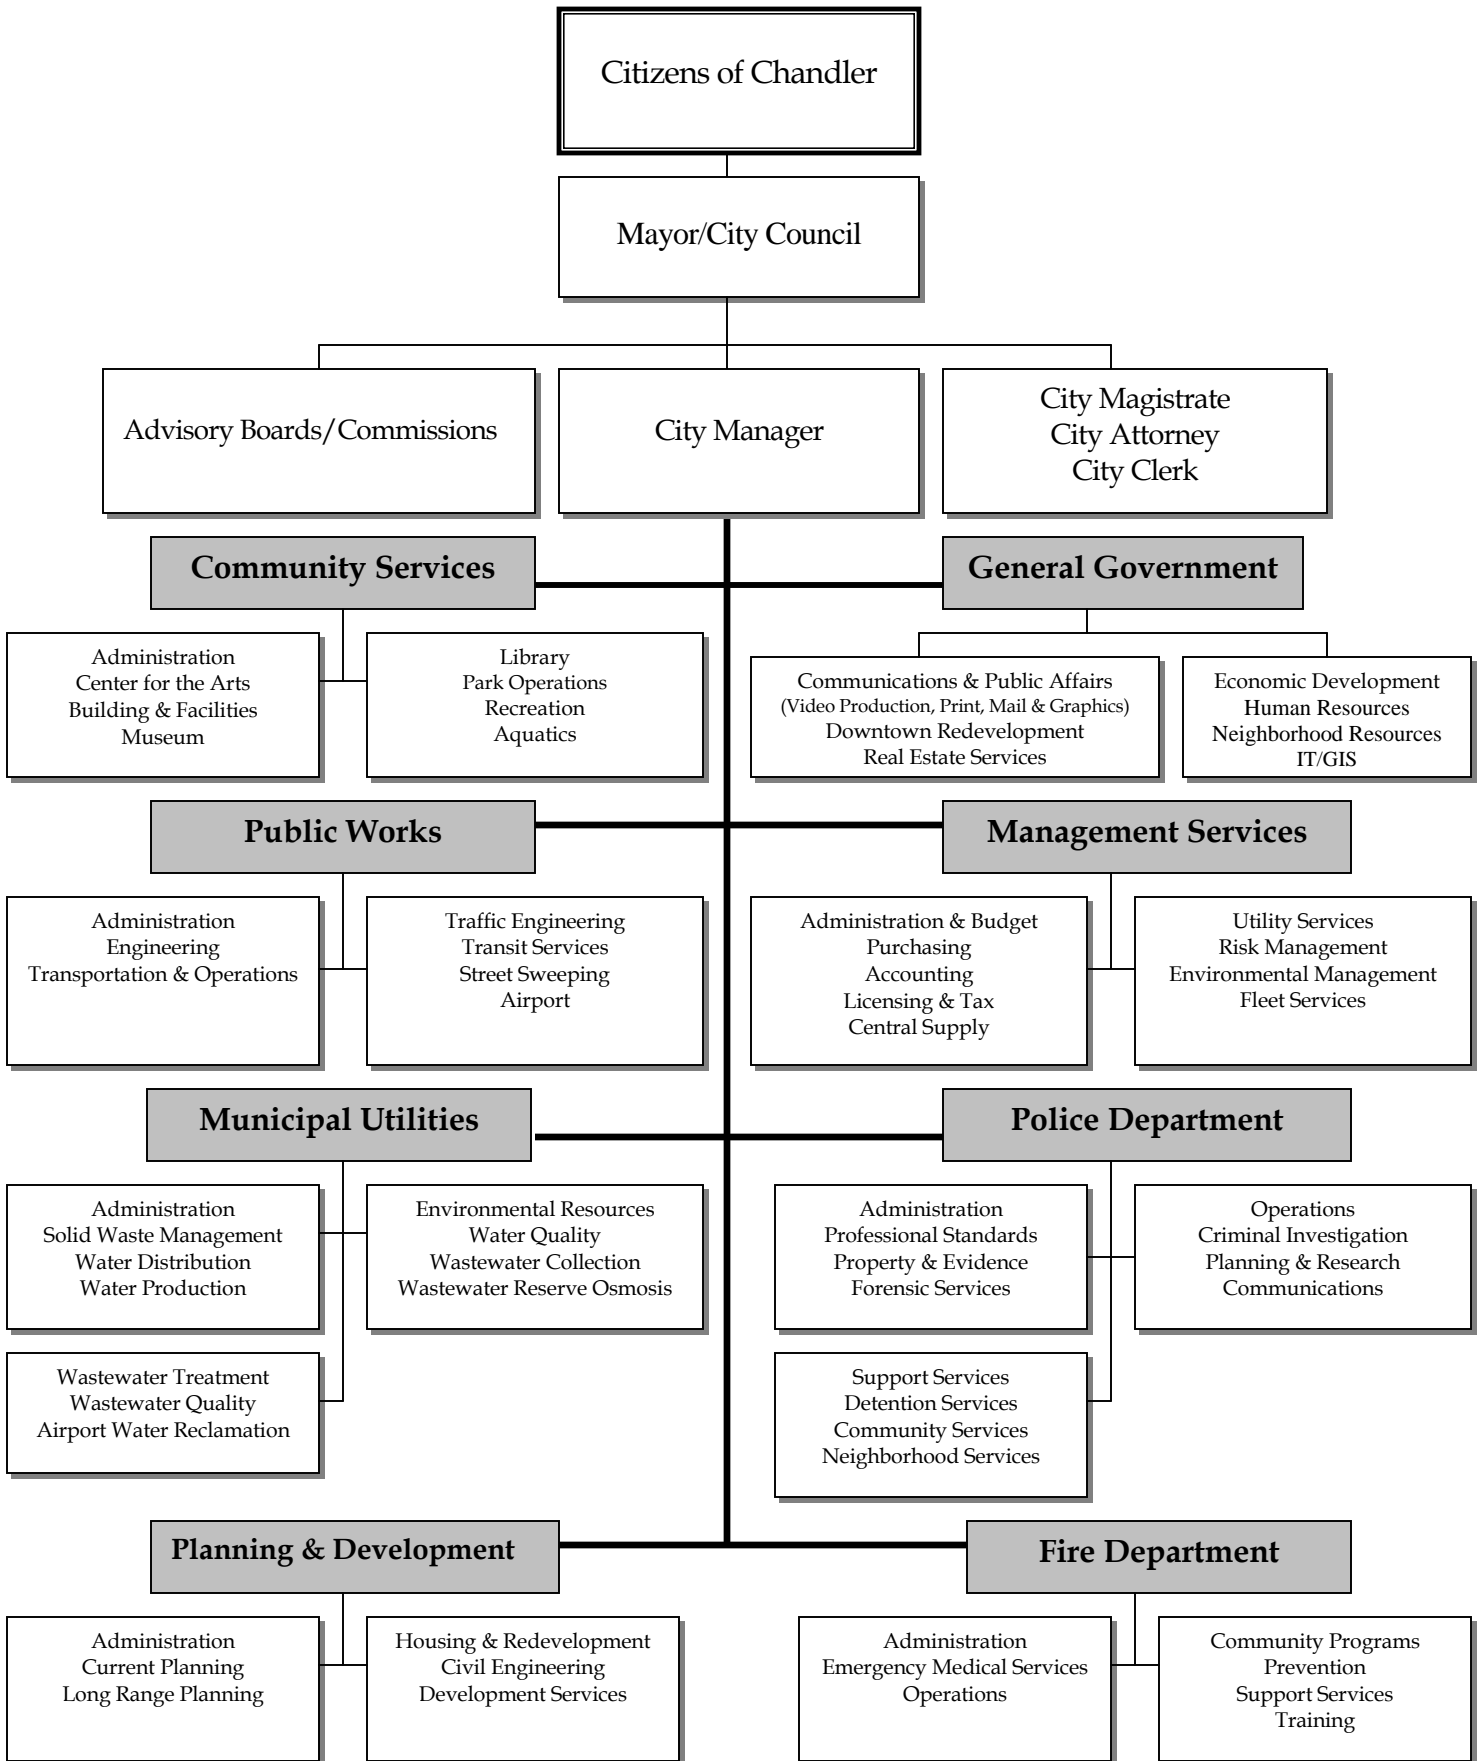 Citizens of Chandler
Mayor/City Council
Advisory Boards/Commissions
City Manager
City Magistrate
City Attorney
City Clerk
Community Services
Administration
Center for the Arts
Building & Facilities
Museum
Library
Park Operations
Recreation
Aquatics
General Government
Communications & Public Affairs
(Video Production, Print, Mail & Graphics)
Downtown Redevelopment
Real Estate Services
Economic Development
Human Resources
Neighborhood Resources
IT/GIS
Public Works
Administration
Engineering
Transportation & Operations
Traffic Engineering
Transit Services
Street Sweeping
Airport
Management Services
Administration & Budget
Purchasing
Accounting
Licensing & Tax
Central Supply
Utility Services
Risk Management
Environmental Management
Fleet Services
Municipal Utilities
Administration
Solid Waste Management
Water Distribution
Water Production
Environmental Resources
Water Quality
Wastewater Collection
Wastewater Reserve Osmosis
Wastewater Treatment
Wastewater Quality
Airport Water Reclamation
Police Department
Administration
Professional Standards
Property & Evidence
Forensic Services
Operations
Criminal Investigation
Planning & Research
Communications
Support Services
Detention Services
Community Services
Neighborhood Services
Planning & Development
Administration
Current Planning
Long Range Planning
Housing & Redevelopment
Civil Engineering
Development Services
Fire Department
Administration
Emergency Medical Services
Operations
Community Programs
Prevention
Support Services
Training